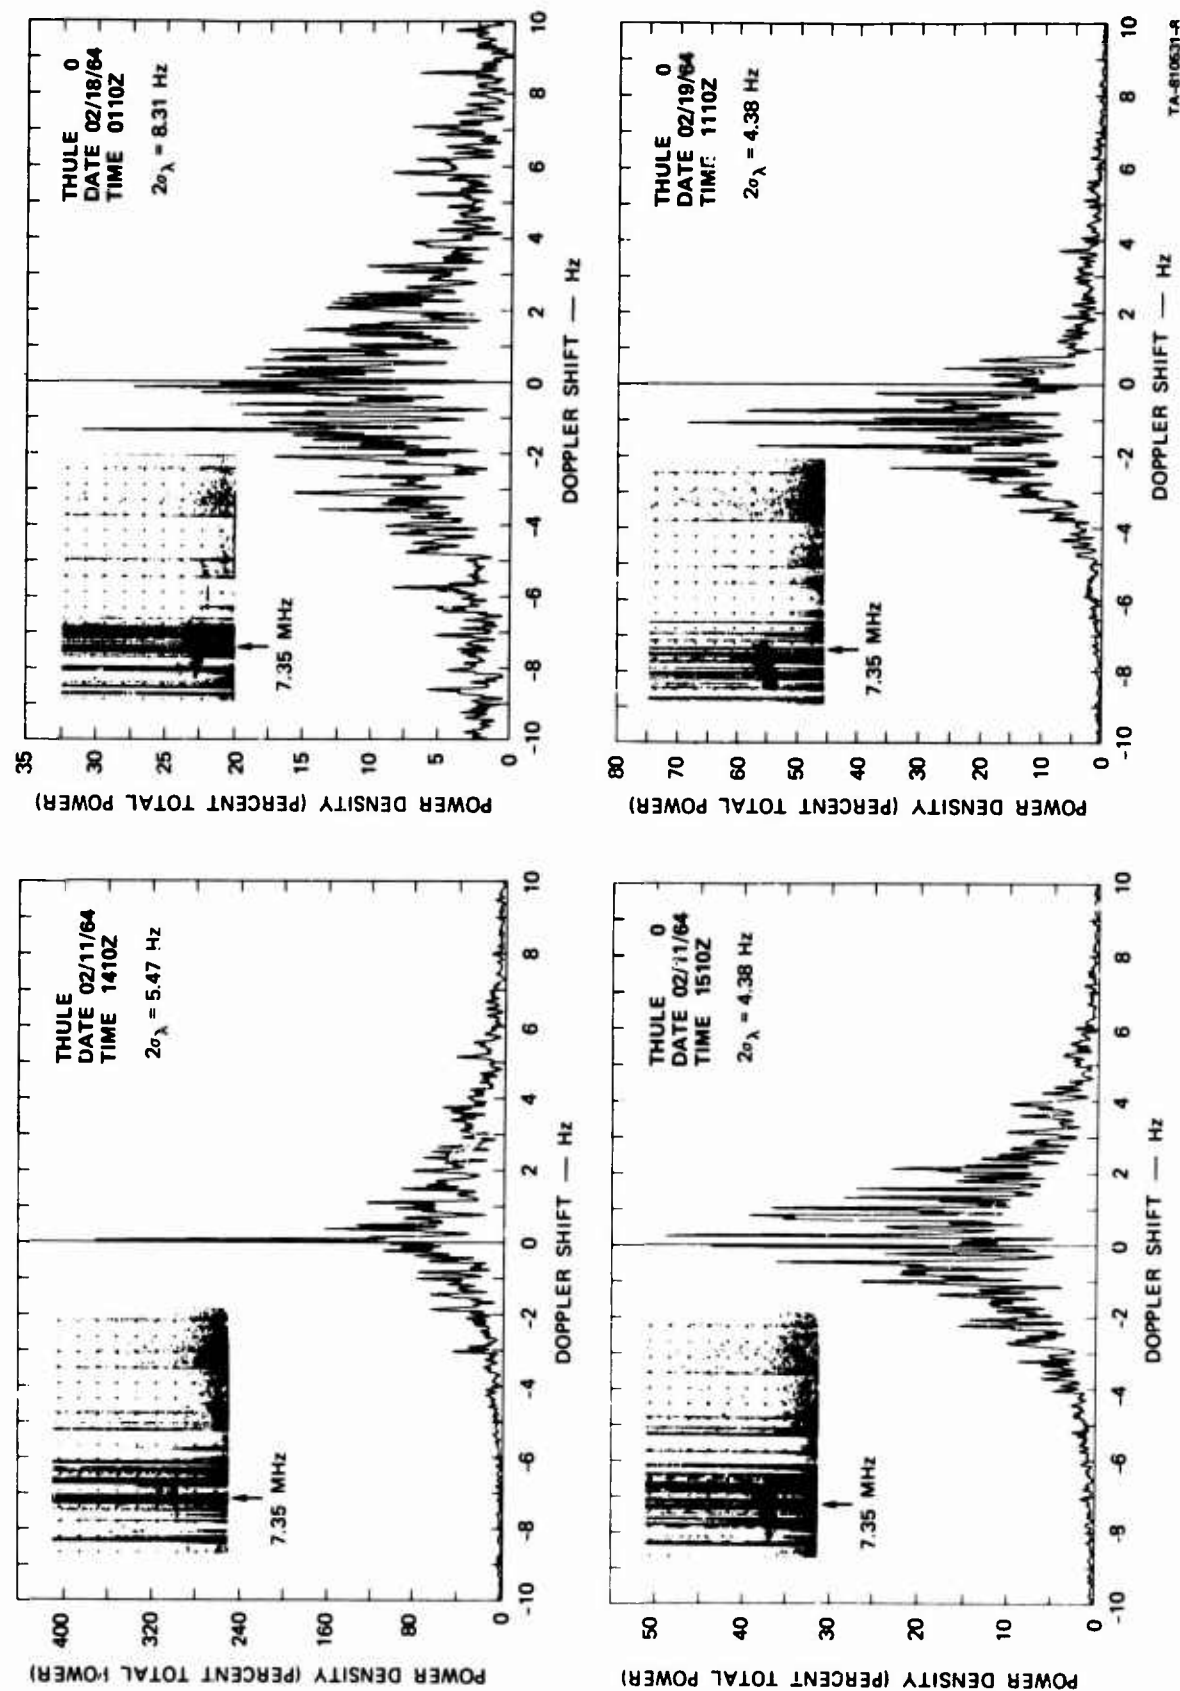 POWER DENSITY (PERCENT TOTAL POWER)
400
320
240
160
80
0
THULE
DATE 02/11/64
TIME 1410Z
2σλ = 5.47 Hz
7.35 MHz
-10 -8 -6 -4 -2 0 2 4 6 8 10
DOPPLER SHIFT — Hz
POWER DENSITY (PERCENT TOTAL POWER)
35
30
25
20
15
10
5
0
THULE 0
DATE 02/18/64
TIME 0110Z
2σλ = 8.31 Hz
7.35 MHz
-10 -8 -6 -4 -2 0 2 4 6 8 10
DOPPLER SHIFT — Hz
POWER DENSITY (PERCENT TOTAL POWER)
50
40
30
20
10
0
THULE 0
DATE 02/11/64
TIME 1510Z
2σλ = 4.38 Hz
7.35 MHz
-10 -8 -6 -4 -2 0 2 4 6 8 10
DOPPLER SHIFT — Hz
POWER DENSITY (PERCENT TOTAL POWER)
80
70
60
50
40
30
20
10
0
THULE 0
DATE 02/19/64
TIME 1110Z
2σλ = 4.38 Hz
7.35 MHz
-10 -8 -6 -4 -2 0 2 4 6 8 10
DOPPLER SHIFT — Hz
TA-810631-R